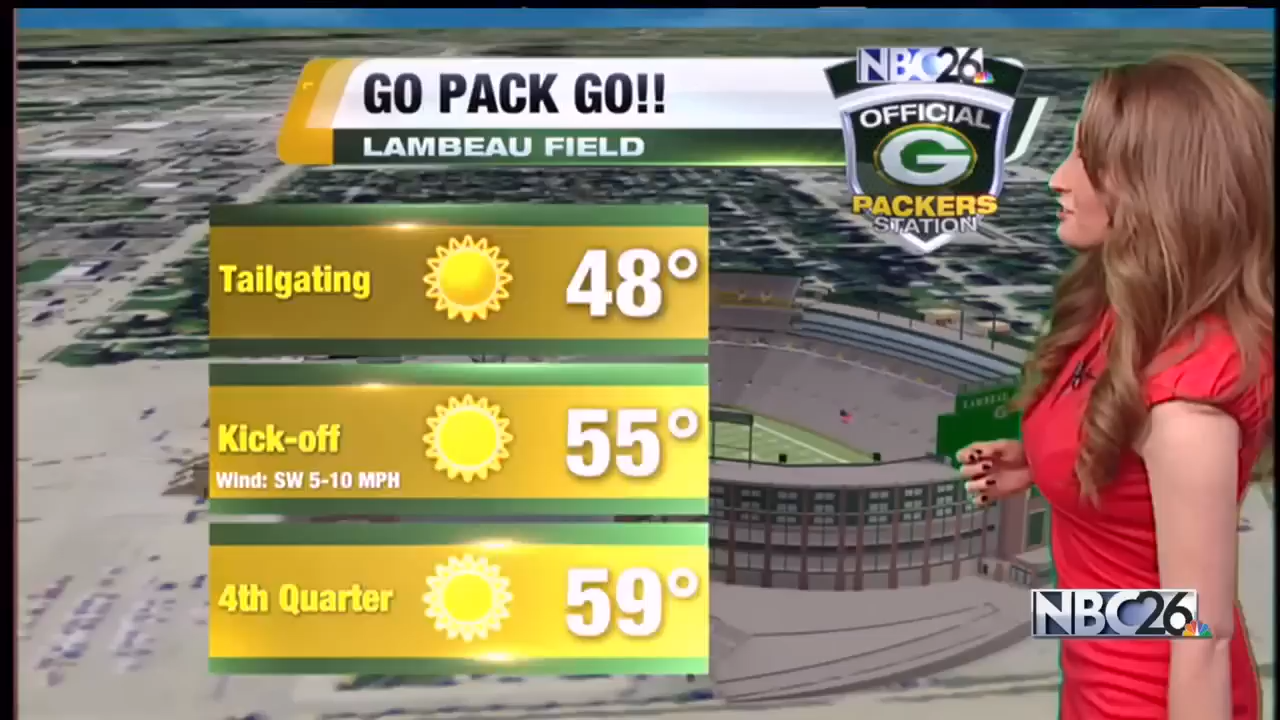 GO PACK GO!!
LAMBEAU FIELD
NBC26
OFFICIAL
G
PACKERS
STATION
Tailgating 48°
Kick-off 55°
Wind: SW 5-10 MPH
4th Quarter 59°
LAMBEAU
G
NBC26